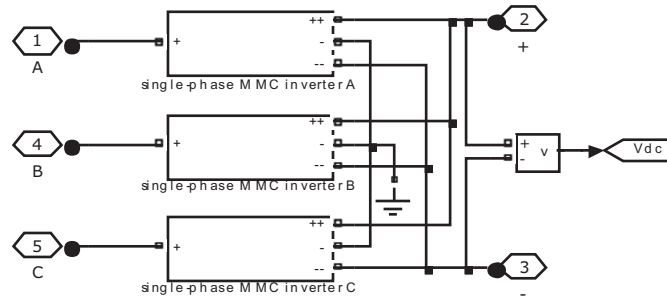 1
A
+
++
-
--
single-phase MMC inverter A
2
+
4
B
+
++
-
--
single-phase MMC inverter B
+
-
v
Vdc
5
C
+
++
-
--
single-phase MMC inverter C
3
-